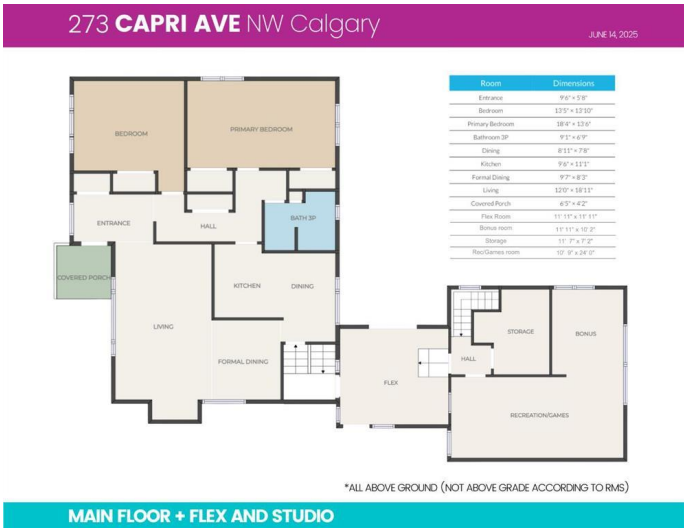 273 CAPRI AVE NW Calgary
JUNE 14, 2025
Room Dimensions
Entrance 9'6" × 5'8"
Bedroom 13'5" × 13'10"
Primary Bedroom 18'4" × 13'6"
Bathroom 3P 9'1" × 6'9"
Dining 8'11" × 7'8"
Kitchen 9'6" × 11'1"
Formal Dining 9'7" × 8'3"
Living 12'0" × 18'11"
Covered Porch 6'5" × 4'2"
Flex Room 11' 11" x 11' 11"
Bonus room 11' 11" x 10' 2"
Storage 11' 7" x 7' 2"
Rec/Games room 10' 9" x 24' 0"
BEDROOM
PRIMARY BEDROOM
ENTRANCE
HALL
BATH 3P
COVERED PORCH
KITCHEN
DINING
LIVING
FORMAL DINING
FLEX
HALL
STORAGE
BONUS
RECREATION/GAMES
*ALL ABOVE GROUND (NOT ABOVE GRADE ACCORDING TO RMS)
MAIN FLOOR + FLEX AND STUDIO